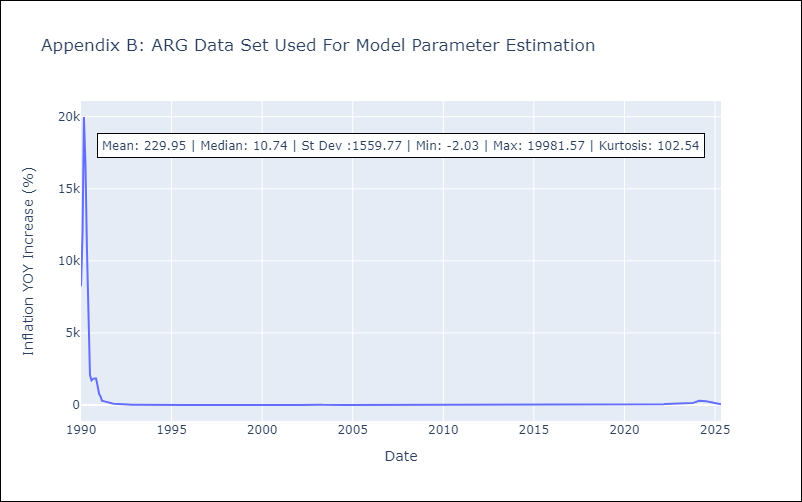 Appendix B: ARG Data Set Used For Model Parameter Estimation
20k
Mean: 229.95 | Median: 10.74 | St Dev :1559.77 | Min: -2.03 | Max: 19981.57 | Kurtosis: 102.54
15k
10k
5k
0
Inflation YOY Increase (%)
1990 1995 2000 2005 2010 2015 2020 2025
Date